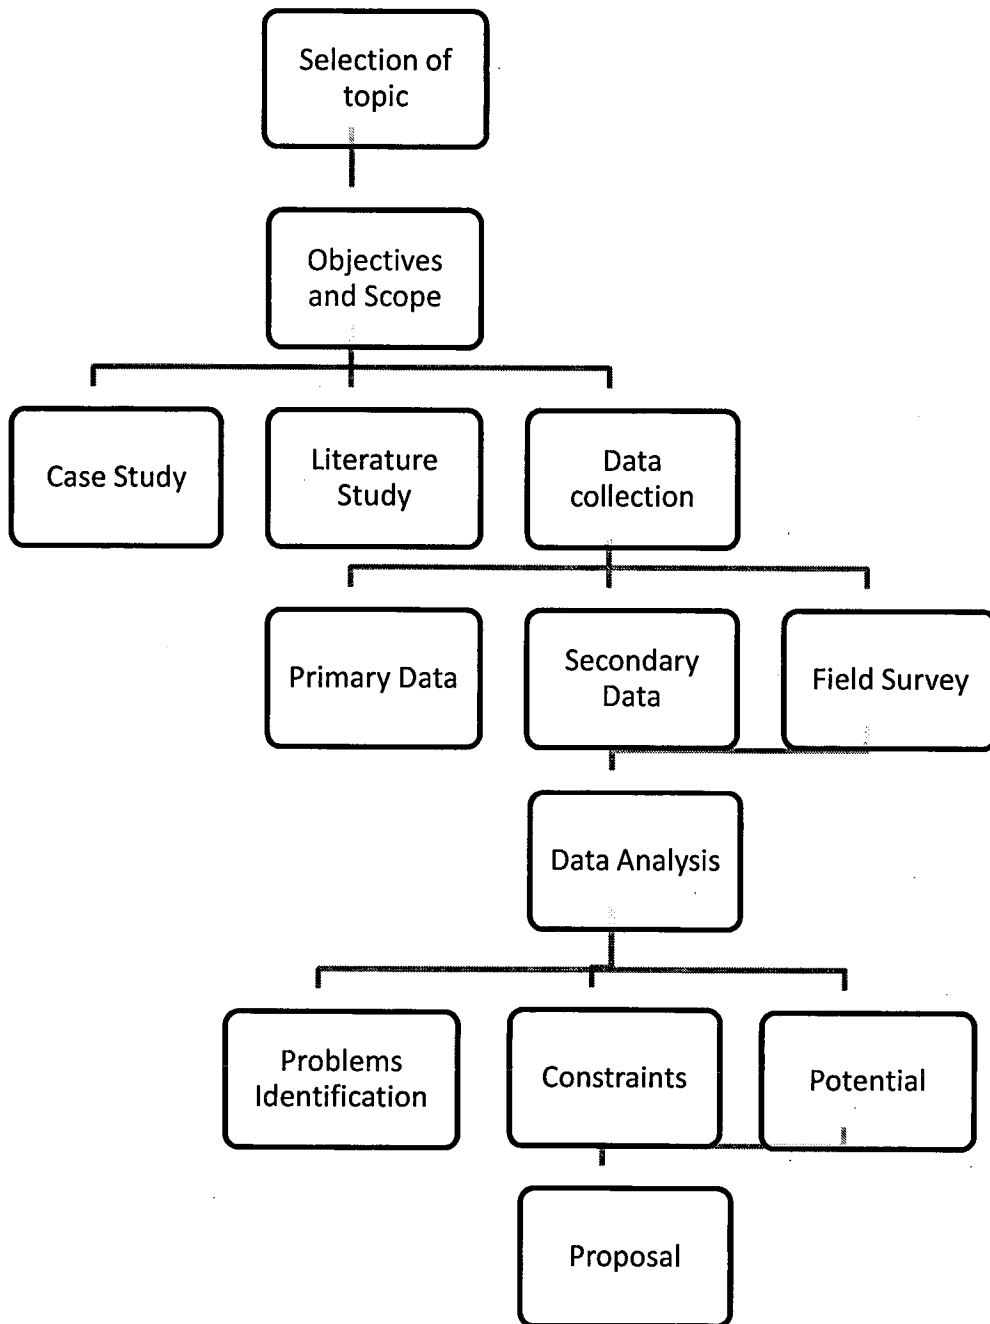 Selection of
topic
Objectives
and Scope
Case Study
Literature
Study
Data
collection
Primary Data
Secondary
Data
Field Survey
Data Analysis
Problems
Identification
Constraints
Potential
Proposal